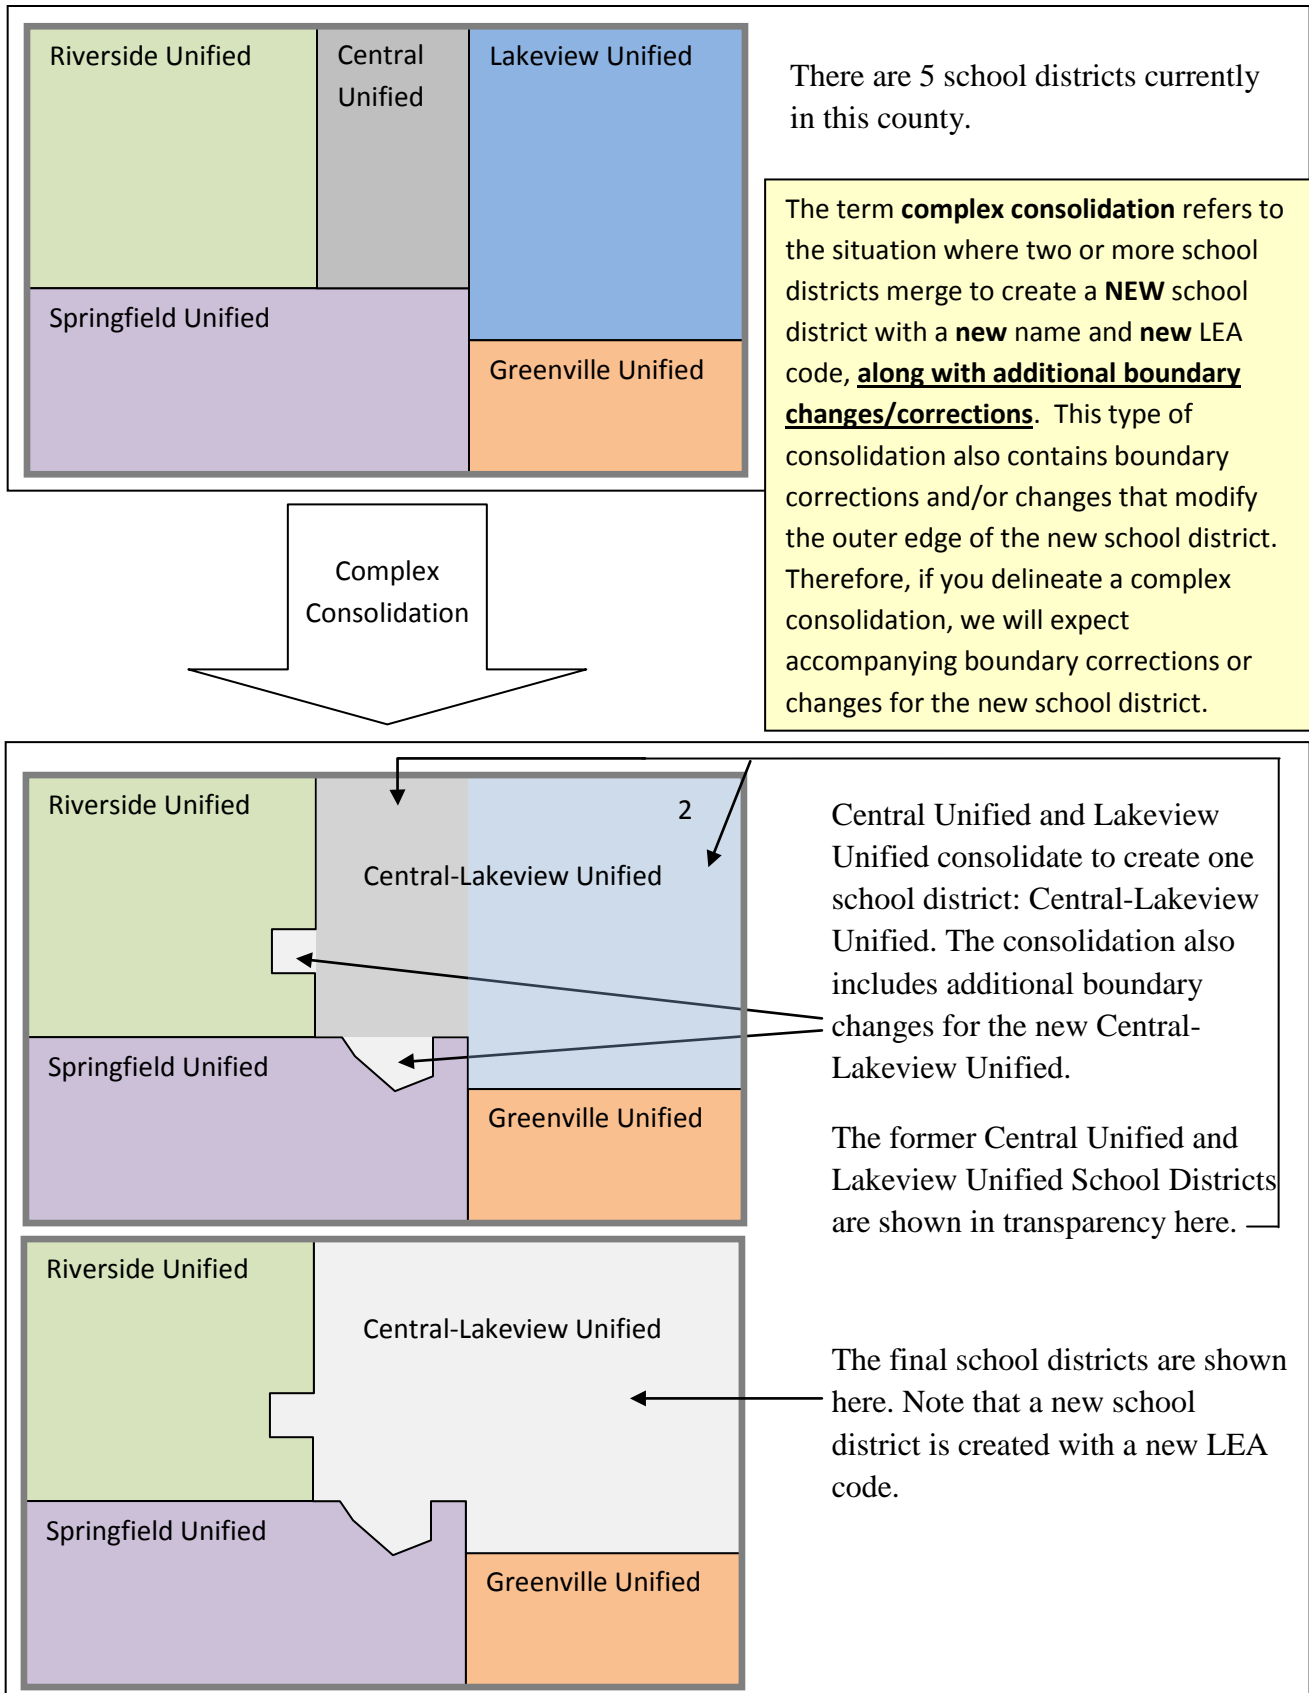 Riverside Unified
Central
Unified
Lakeview Unified
Springfield Unified
Greenville Unified
There are 5 school districts currently
in this county.
The term complex consolidation refers to
the situation where two or more school
districts merge to create a NEW school
district with a new name and new LEA
code, along with additional boundary
changes/corrections.  This type of
consolidation also contains boundary
corrections and/or changes that modify
the outer edge of the new school district.
Therefore, if you delineate a complex
consolidation, we will expect
accompanying boundary corrections or
changes for the new school district.
Complex
Consolidation
Riverside Unified
2
Central-Lakeview Unified
Springfield Unified
Greenville Unified
Central Unified and Lakeview
Unified consolidate to create one
school district: Central-Lakeview
Unified. The consolidation also
includes additional boundary
changes for the new Central-
Lakeview Unified.
The former Central Unified and
Lakeview Unified School Districts
are shown in transparency here.
Riverside Unified
Central-Lakeview Unified
Springfield Unified
Greenville Unified
The final school districts are shown
here. Note that a new school
district is created with a new LEA
code.